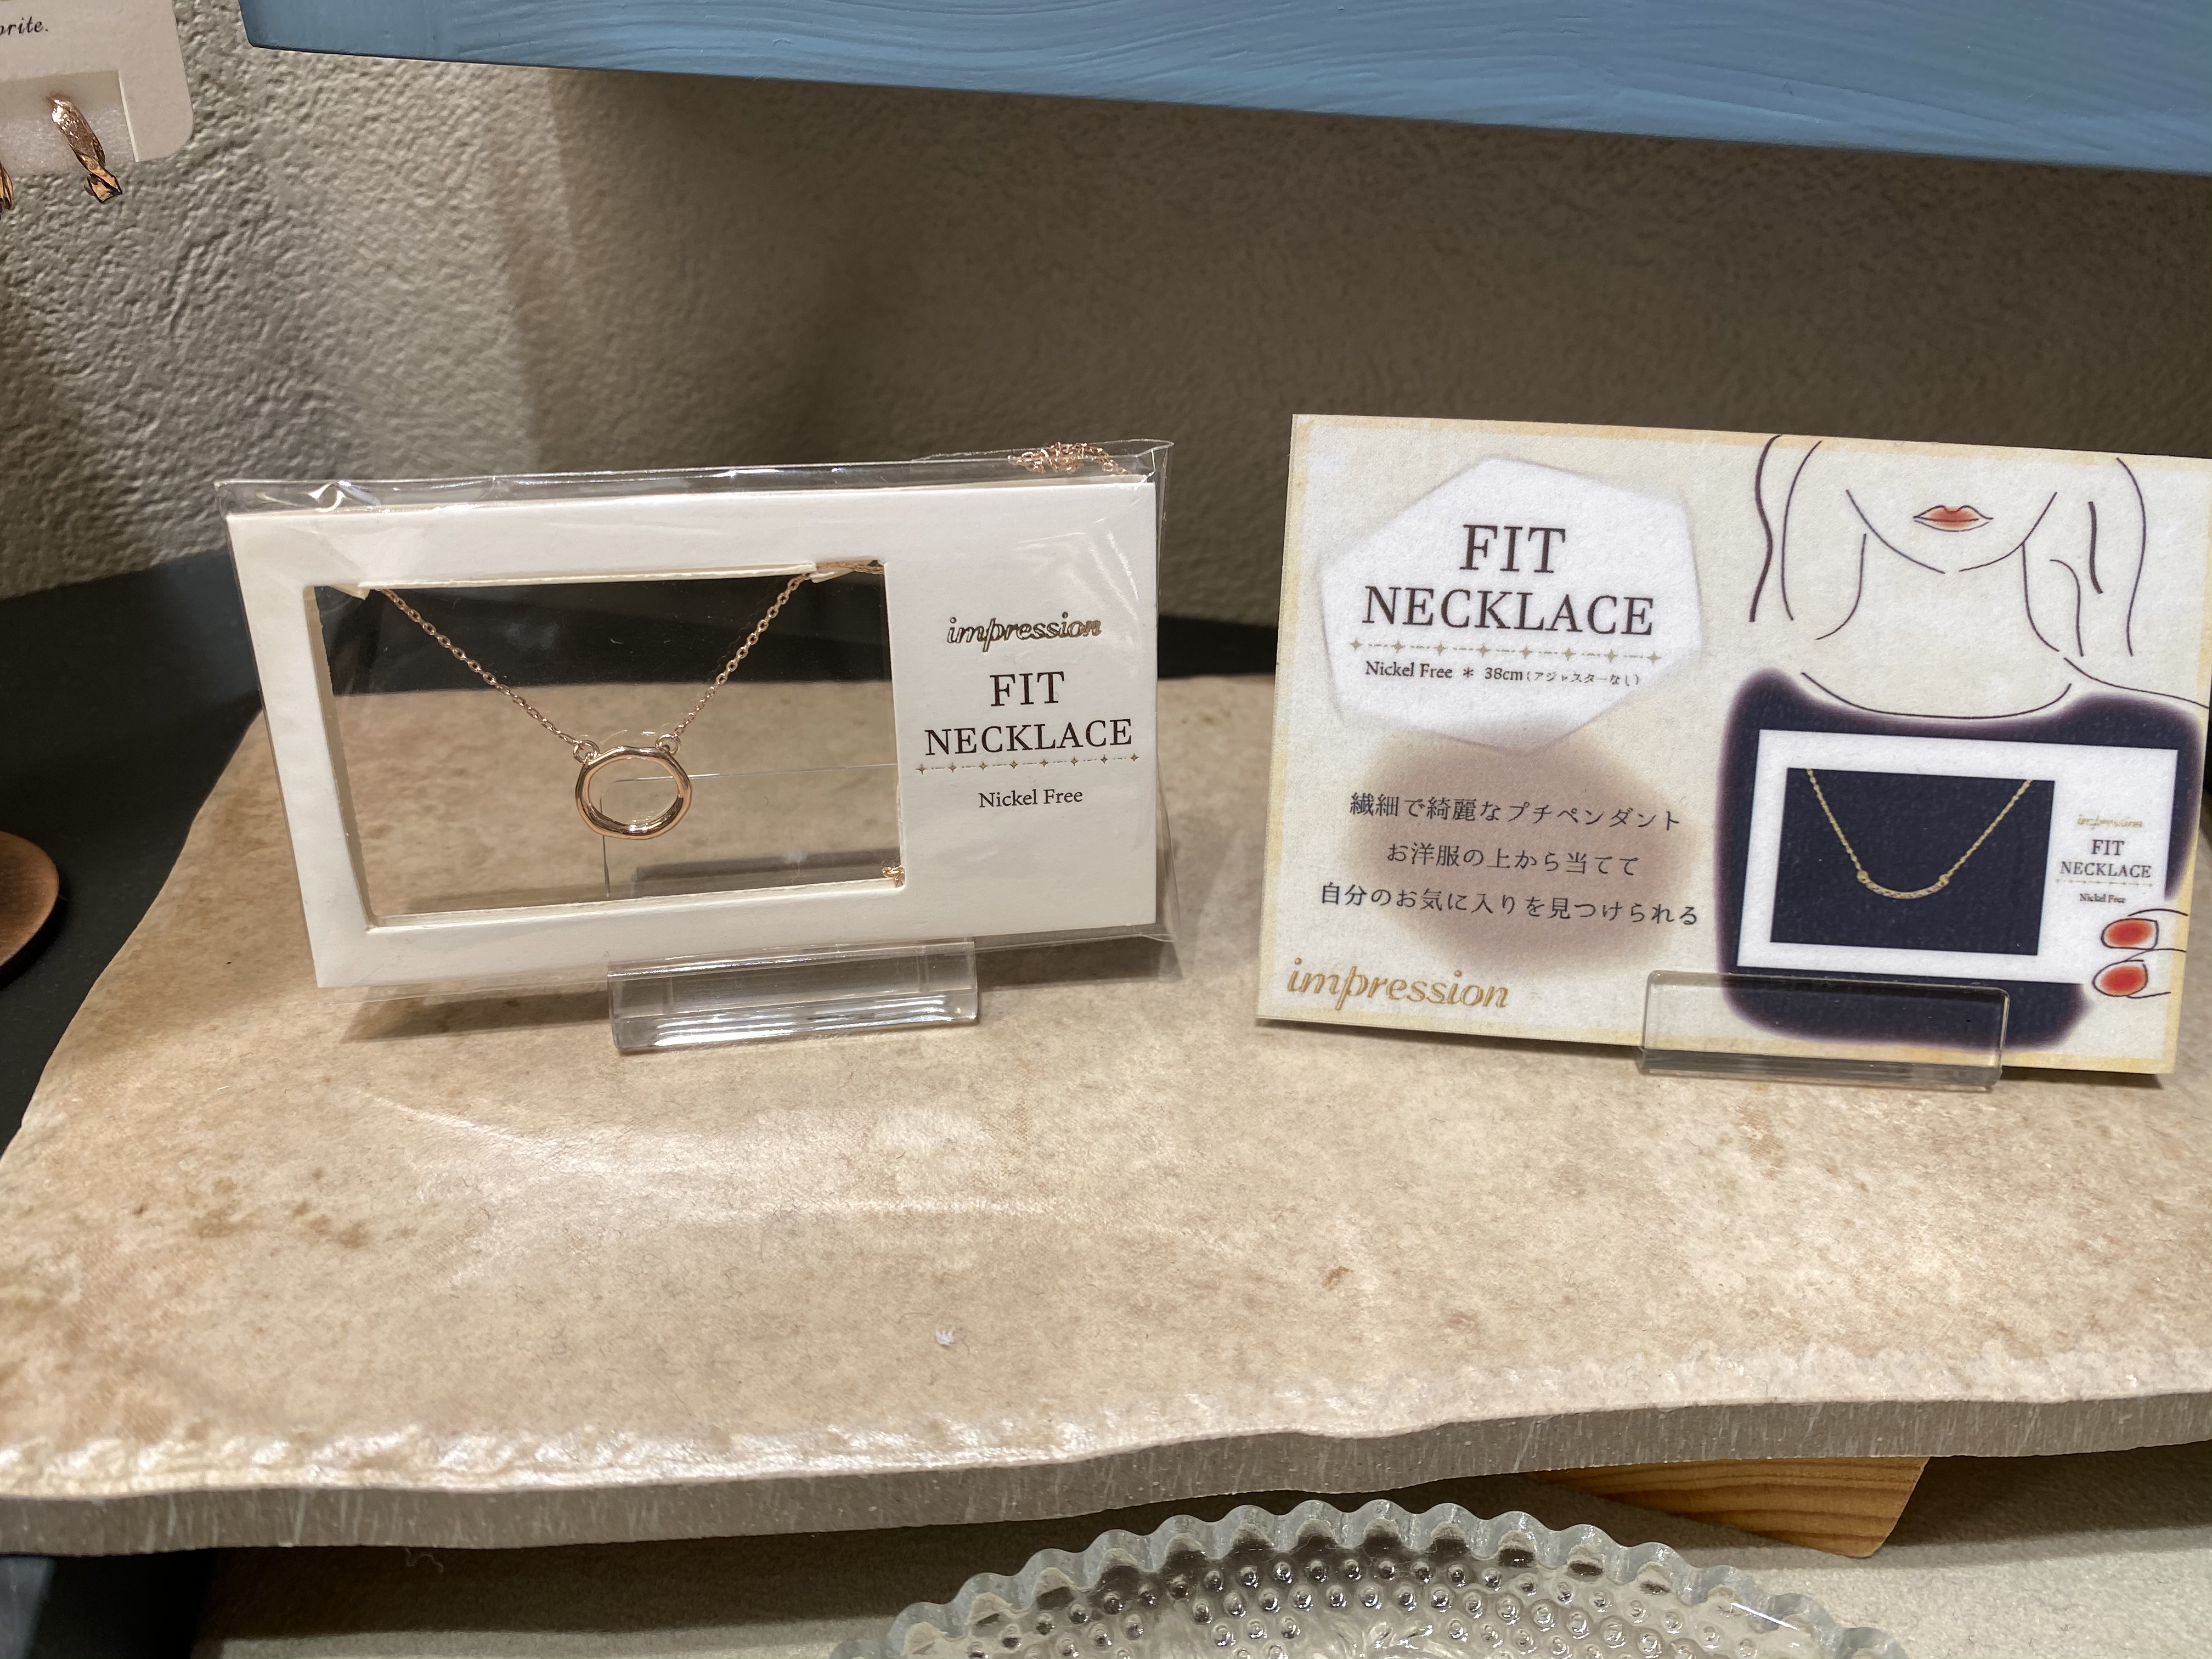 impression
FIT
NECKLACE
Nickel Free
FIT
NECKLACE
Nickel Free * 38cm(アジャスターなし)
繊細で綺麗なプチペンダント
お洋服の上から当てて
自分のお気に入りを見つけられる
impression
impression
FIT
NECKLACE
Nickel Free